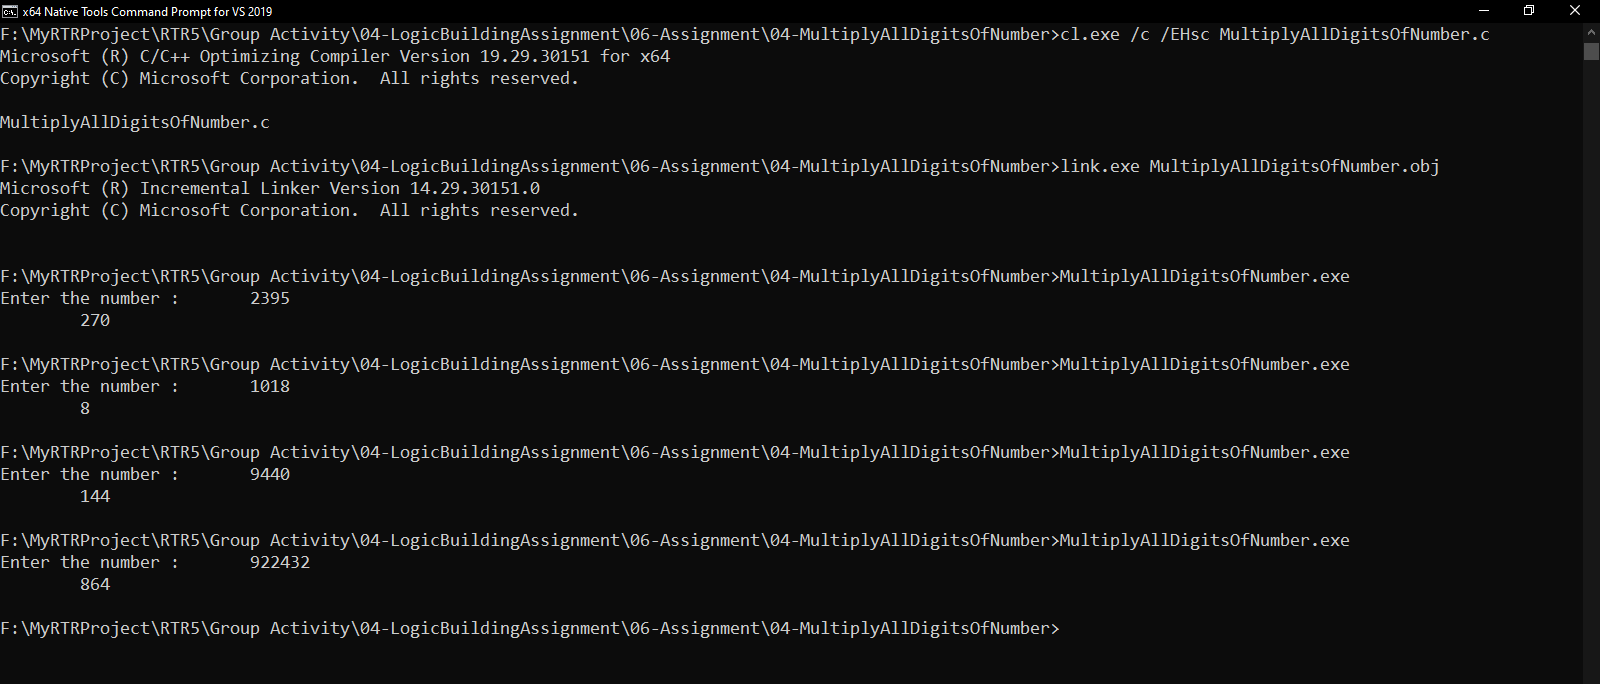 x64 Native Tools Command Prompt for VS 2019
F:\MyRTRProject\RTR5\Group Activity\04-LogicBuildingAssignment\06-Assignment\04-MultiplyAllDigitsOfNumber>cl.exe /c /EHsc MultiplyAllDigitsOfNumber.c
Microsoft (R) C/C++ Optimizing Compiler Version 19.29.30151 for x64
Copyright (C) Microsoft Corporation.  All rights reserved.
MultiplyAllDigitsOfNumber.c
F:\MyRTRProject\RTR5\Group Activity\04-LogicBuildingAssignment\06-Assignment\04-MultiplyAllDigitsOfNumber>link.exe MultiplyAllDigitsOfNumber.obj
Microsoft (R) Incremental Linker Version 14.29.30151.0
Copyright (C) Microsoft Corporation.  All rights reserved.
F:\MyRTRProject\RTR5\Group Activity\04-LogicBuildingAssignment\06-Assignment\04-MultiplyAllDigitsOfNumber>MultiplyAllDigitsOfNumber.exe
Enter the number :       2395
        270
F:\MyRTRProject\RTR5\Group Activity\04-LogicBuildingAssignment\06-Assignment\04-MultiplyAllDigitsOfNumber>MultiplyAllDigitsOfNumber.exe
Enter the number :       1018
        8
F:\MyRTRProject\RTR5\Group Activity\04-LogicBuildingAssignment\06-Assignment\04-MultiplyAllDigitsOfNumber>MultiplyAllDigitsOfNumber.exe
Enter the number :       9440
        144
F:\MyRTRProject\RTR5\Group Activity\04-LogicBuildingAssignment\06-Assignment\04-MultiplyAllDigitsOfNumber>MultiplyAllDigitsOfNumber.exe
Enter the number :       922432
        864
F:\MyRTRProject\RTR5\Group Activity\04-LogicBuildingAssignment\06-Assignment\04-MultiplyAllDigitsOfNumber>